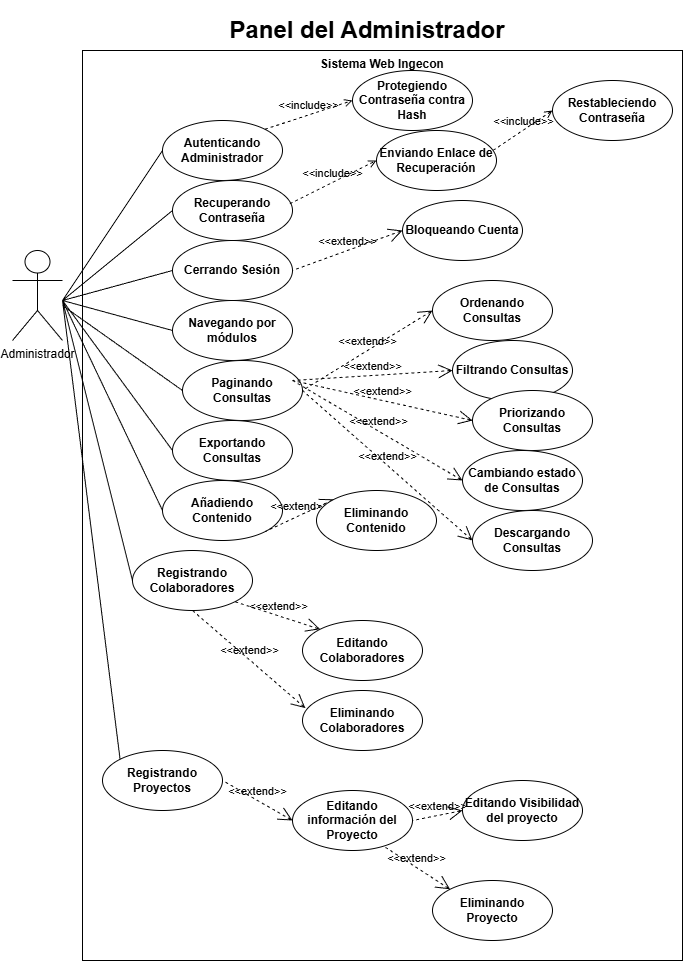 Panel del Administrador
Sistema Web Ingecon
Protegiendo
Contraseña contra
Hash
<<include>>
Restableciendo
Contraseña
<<include>>
Autenticando
Administrador
Enviando Enlace de
Recuperación
<<include>>
Recuperando
Contraseña
Bloqueando Cuenta
<<extend>>
Cerrando Sesión
Ordenando
Consultas
Navegando por
módulos
<<extend>>
Administrador
<<extend>>
Filtrando Consultas
Paginando
Consultas
<<extend>>
Priorizando
Consultas
<<extend>>
Exportando
Consultas
<<extend>>
Cambiando estado
de Consultas
Añadiendo
Contenido
<<extend>>
Eliminando
Contenido
Descargando
Consultas
Registrando
Colaboradores
<<extend>>
Editando
Colaboradores
<<extend>>
Eliminando
Colaboradores
Registrando
Proyectos
<<extend>>
Editando
información del
Proyecto
<<extend>>
Editando Visibilidad
del proyecto
<<extend>>
Eliminando
Proyecto